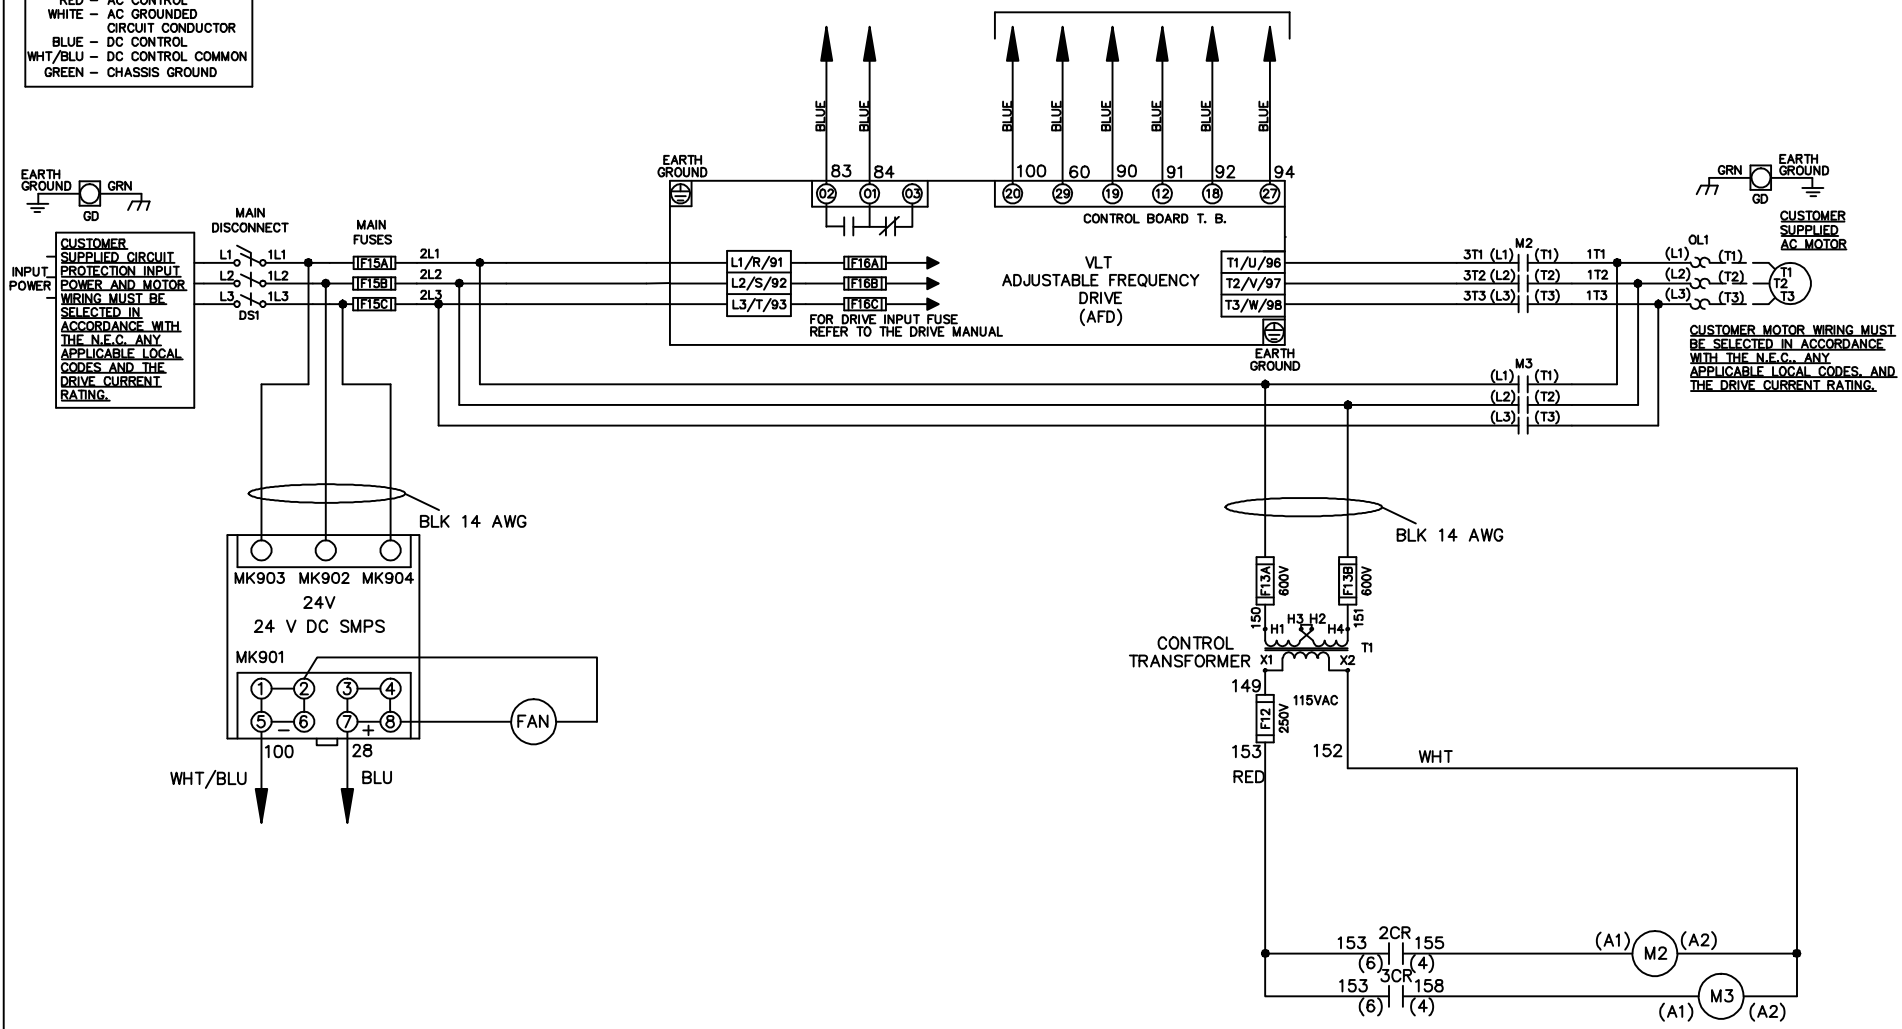 RED – AC CONTROL
WHITE – AC GROUNDED
CIRCUIT CONDUCTOR
BLUE – DC CONTROL
WHT/BLU – DC CONTROL COMMON
GREEN – CHASSIS GROUND
BLUE
BLUE
BLUE
BLUE
BLUE
BLUE
BLUE
BLUE
EARTH
GROUND
GRN
GD
EARTH
GROUND
83
84
100
60
90
91
92
94
02
01
03
20
29
19
12
18
27
CONTROL BOARD T. B.
GRN
EARTH
GROUND
GD
CUSTOMER
SUPPLIED
AC MOTOR
INPUT
POWER
CUSTOMER
SUPPLIED CIRCUIT
PROTECTION INPUT
POWER AND MOTOR
WIRING MUST BE
SELECTED IN
ACCORDANCE WITH
THE N.E.C. ANY
APPLICABLE LOCAL
CODES AND THE
DRIVE CURRENT
RATING.
MAIN
DISCONNECT
L1 1L1
L2 1L2
L3 1L3
DS1
MAIN
FUSES
F15A
F15B
F15C
2L1
2L2
2L3
L1/R/91
L2/S/92
L3/T/93
F16A
F16B
F16C
FOR DRIVE INPUT FUSE
REFER TO THE DRIVE MANUAL
VLT
ADJUSTABLE FREQUENCY
DRIVE
(AFD)
T1/U/96
T2/V/97
T3/W/98
EARTH
GROUND
M2
3T1 (L1) (T1) 1T1
3T2 (L2) (T2) 1T2
3T3 (L3) (T3) 1T3
OL1
(L1) (T1)
(L2) (T2)
(L3) (T3)
T1
T2
T3
CUSTOMER MOTOR WIRING MUST
BE SELECTED IN ACCORDANCE
WITH THE N.E.C., ANY
APPLICABLE LOCAL CODES, AND
THE DRIVE CURRENT RATING.
M3
(L1) (T1)
(L2) (T2)
(L3) (T3)
BLK 14 AWG
BLK 14 AWG
MK903 MK902 MK904
24V
24 V DC SMPS
MK901
1 2 3 4
5 6 7 8
– +
FAN
100
28
WHT/BLU
BLU
F13A
600V
F13B
600V
150
151
H1 H3 H2 H4
T1
CONTROL
TRANSFORMER
X1 X2
149
115VAC
F12
250V
153
152
RED
WHT
2CR
153 155
(6) (4)
(A1) M2 (A2)
3CR
153 158
(6) (4)
(A1) M3 (A2)